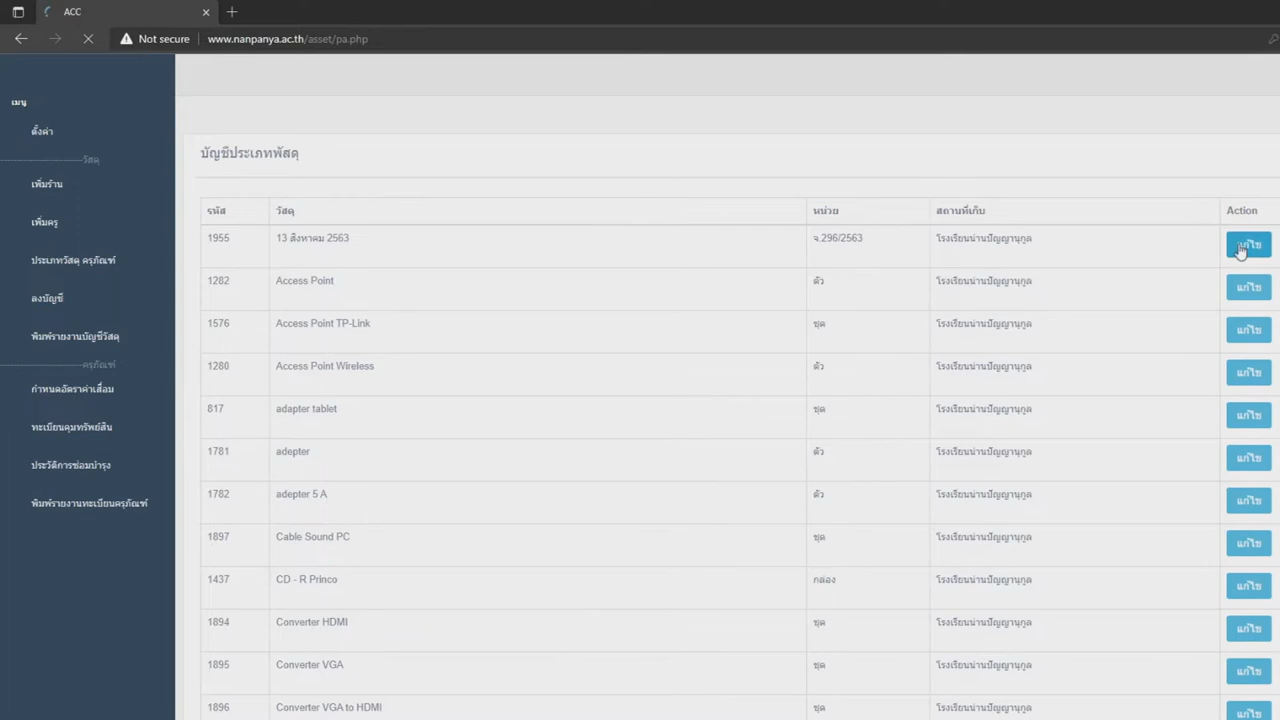 ACC
Not secure www.nanpanya.ac.th/asset/pa.php
เมนู
ตั้งค่า
วัสดุ
เพิ่มร้าน
เพิ่มครู
ประเภทวัสดุ ครุภัณฑ์
ลงบัญชี
พิมพ์รายงานบัญชีวัสดุ
ครุภัณฑ์
กำหนดอัตราค่าเสื่อม
ทะเบียนคุมทรัพย์สิน
ประวัติการซ่อมบำรุง
พิมพ์รายงานทะเบียนครุภัณฑ์
บัญชีประเภทพัสดุ
รหัส วัสดุ หน่วย สถานที่เก็บ Action
1955 13 สิงหาคม 2563 จ.296/2563 โรงเรียนน่านปัญญานุกูล แก้ไข
1282 Access Point ตัว โรงเรียนน่านปัญญานุกูล แก้ไข
1576 Access Point TP-Link ชุด โรงเรียนน่านปัญญานุกูล แก้ไข
1280 Access Point Wireless ตัว โรงเรียนน่านปัญญานุกูล แก้ไข
817 adapter tablet ชุด โรงเรียนน่านปัญญานุกูล แก้ไข
1781 adepter ตัว โรงเรียนน่านปัญญานุกูล แก้ไข
1782 adepter 5 A ตัว โรงเรียนน่านปัญญานุกูล แก้ไข
1897 Cable Sound PC ชุด โรงเรียนน่านปัญญานุกูล แก้ไข
1437 CD - R Princo กล่อง โรงเรียนน่านปัญญานุกูล แก้ไข
1894 Converter HDMI ชุด โรงเรียนน่านปัญญานุกูล แก้ไข
1895 Converter VGA ชุด โรงเรียนน่านปัญญานุกูล แก้ไข
1896 Converter VGA to HDMI ชุด โรงเรียนน่านปัญญานุกูล แก้ไข